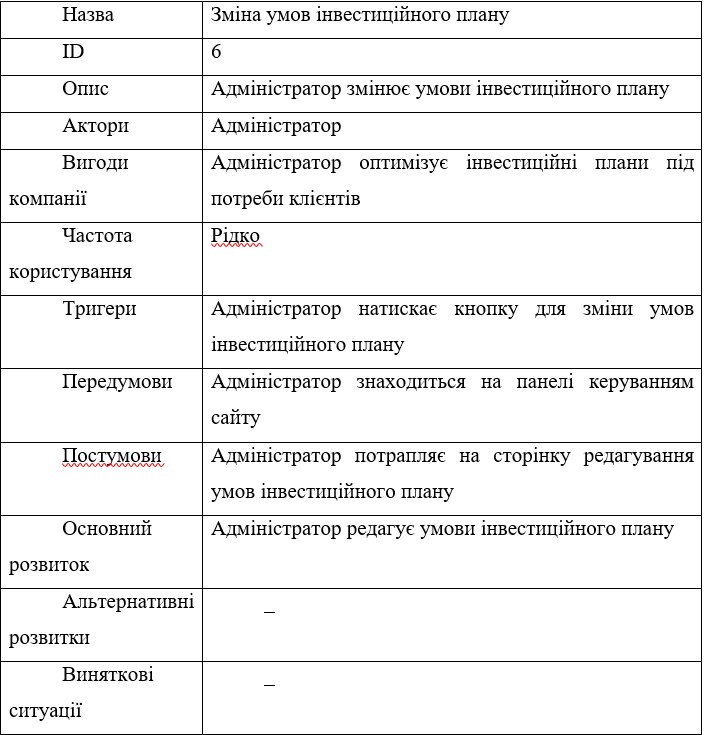 Назва Зміна умов інвестиційного плану
ID 6
Опис Адміністратор змінює умови інвестиційного плану
Актори Адміністратор
Вигоди Адміністратор оптимізує інвестиційні плани під
компанії потреби клієнтів
Частота Рідко
користування
Тригери Адміністратор натискає кнопку для зміни умов
інвестиційного плану
Передумови Адміністратор знаходиться на панелі керуванням
сайту
Постумови Адміністратор потрапляє на сторінку редагування
умов інвестиційного плану
Основний Адміністратор редагує умови інвестиційного плану
розвиток
Альтернативні _
розвитки
Виняткові _
ситуації